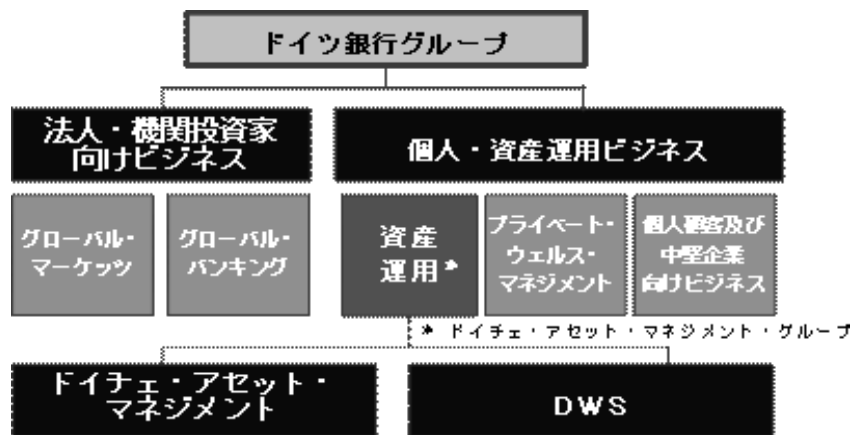 ドイツ銀行グループ
法人・機関投資家
向けビジネス
個人・資産運用ビジネス
グローバル・
マーケッツ
グローバル・
バンキング
資産
運用*
プライベート・
ウェルス・
マネジメント
個人顧客及び
中堅企業
向けビジネス
* ドイチェ・アセット・マネジメント・グループ
ドイチェ・アセット・
マネジメント
DWS